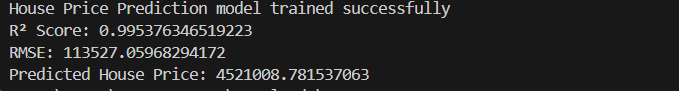 House Price Prediction model trained successfully
R² Score: 0.995376346519223
RMSE: 113527.05968294172
Predicted House Price: 4521008.781537063